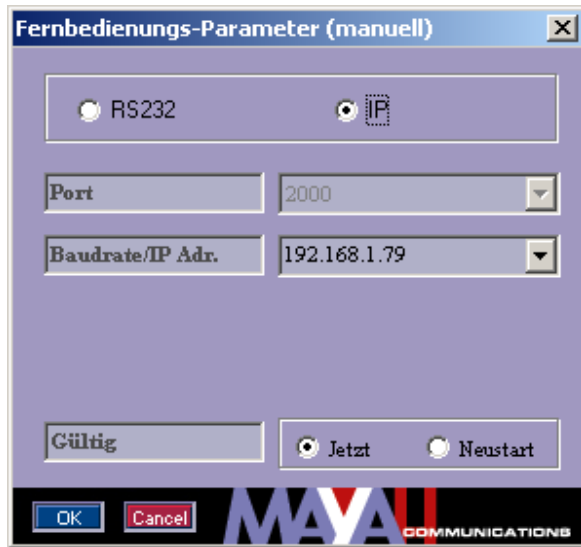 Fernbedienungs-Parameter (manuell)
RS232 IP
Port 2000
Baudrate/IP Adr. 192.168.1.79
Gültig Jetzt Neustart
OK Cancel MAYAH COMMUNICATIONS